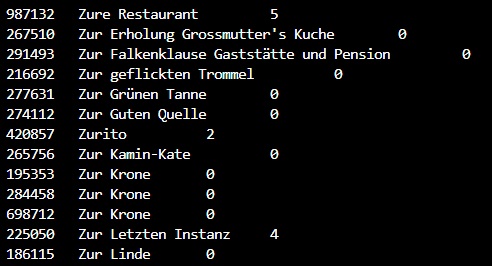 987132 Zure Restaurant 5
267510 Zur Erholung Grossmutter's Kuche 0
291493 Zur Falkenklause Gaststätte und Pension 0
216692 Zur geflickten Trommel 0
277631 Zur Grünen Tanne 0
274112 Zur Guten Quelle 0
420857 Zurito 2
265756 Zur Kamin-Kate 0
195353 Zur Krone 0
284458 Zur Krone 0
698712 Zur Krone 0
225050 Zur Letzten Instanz 4
186115 Zur Linde 0